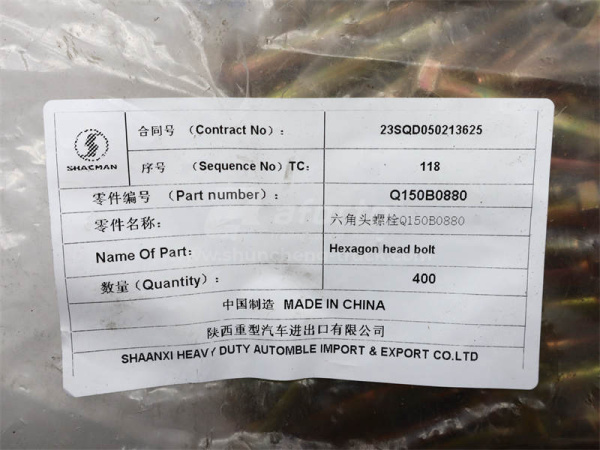 SHACMAN
合同号（Contract No）： 23SQD050213625
序号 （Sequence No）TC： 118
零件编号 （Part number）： Q150B0880
零件名称： 六角头螺栓Q150B0880
Name Of Part： Hexagon head bolt
数量（Quantity）： 400
中国制造 MADE IN CHINA
陕西重型汽车进出口有限公司
SHAANXI HEAVY DUTY AUTOMBLE IMPORT & EXPORT CO.LTD